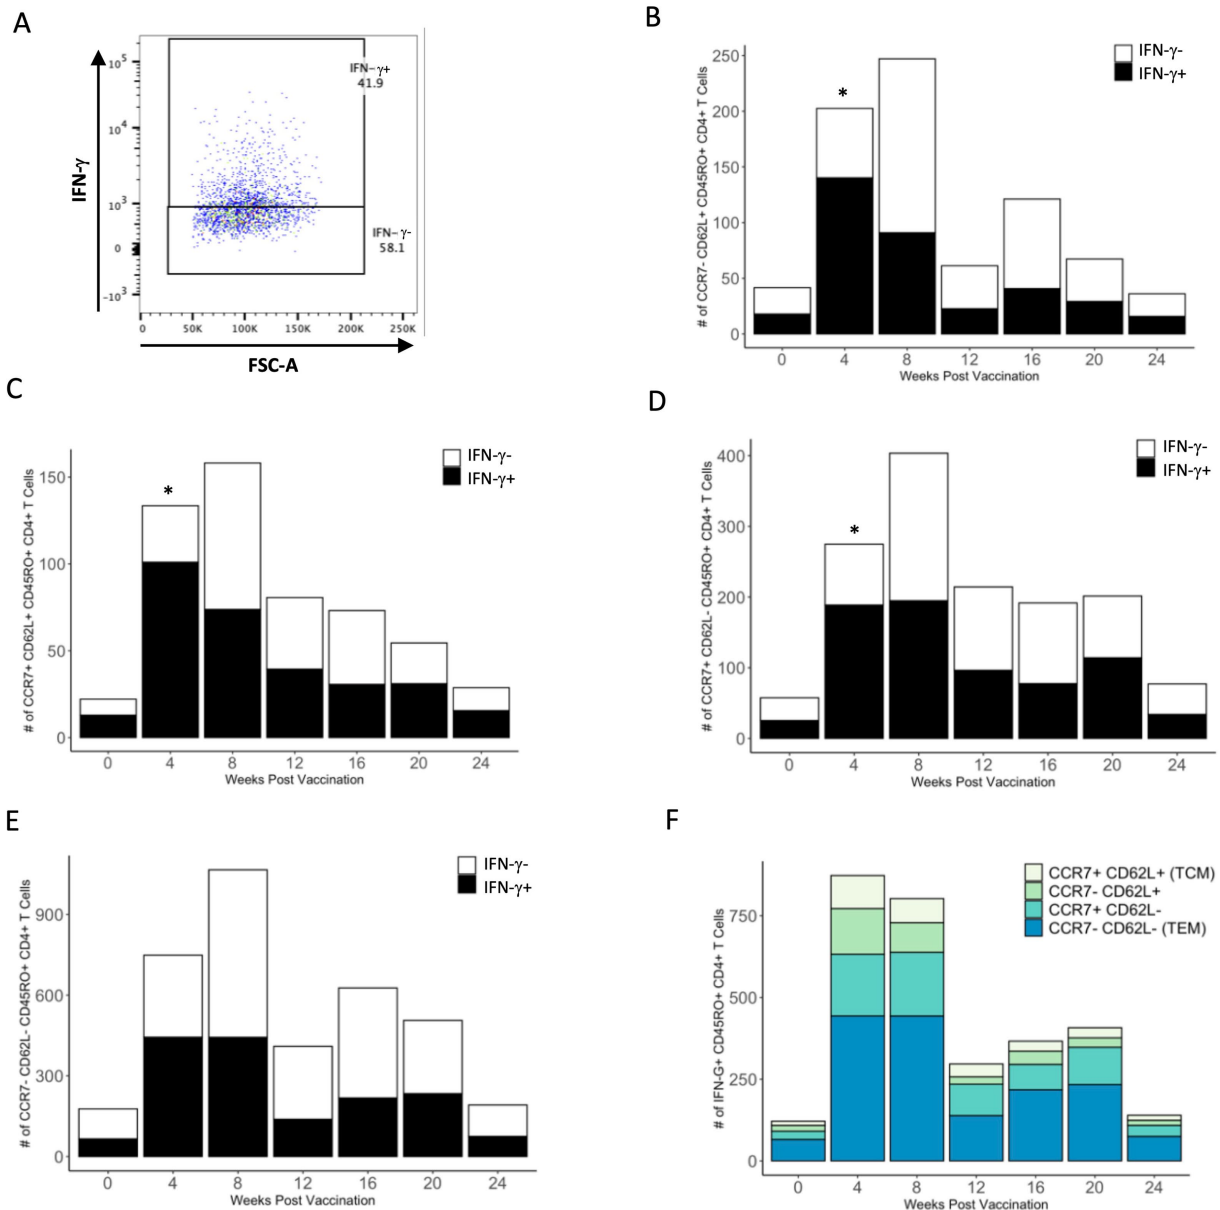 A
IFN-γ
10^5
10^4
10^3
0
-10^3
IFN-γ+
41.9
IFN-γ-
58.1
0 50K 100K 150K 200K 250K
FSC-A
B
# of CCR7- CD62L+ CD45RO+ CD4+ T Cells
250
200
150
100
50
0
*
IFN-γ-
IFN-γ+
0 4 8 12 16 20 24
Weeks Post Vaccination
C
# of CCR7+ CD62L+ CD45RO+ CD4+ T Cells
150
100
50
0
*
IFN-γ-
IFN-γ+
0 4 8 12 16 20 24
Weeks Post Vaccination
D
# of CCR7+ CD62L- CD45RO+ CD4+ T Cells
400
300
200
100
0
*
IFN-γ-
IFN-γ+
0 4 8 12 16 20 24
Weeks Post Vaccination
E
# of CCR7- CD62L- CD45RO+ CD4+ T Cells
900
600
300
0
IFN-γ-
IFN-γ+
0 4 8 12 16 20 24
Weeks Post Vaccination
F
# of IFN-G+ CD45RO+ CD4+ T Cells
750
500
250
0
CCR7+ CD62L+ (TCM)
CCR7- CD62L+
CCR7+ CD62L-
CCR7- CD62L- (TEM)
0 4 8 12 16 20 24
Weeks Post Vaccination